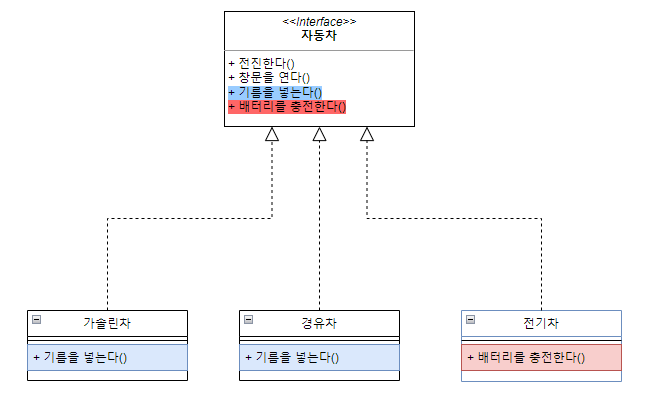 <<Interface>>
자동차
+ 전진한다()
+ 창문을 연다()
+ 기름을 넣는다()
+ 배터리를 충전한다()
가솔린차
+ 기름을 넣는다()
경유차
+ 기름을 넣는다()
전기차
+ 배터리를 충전한다()